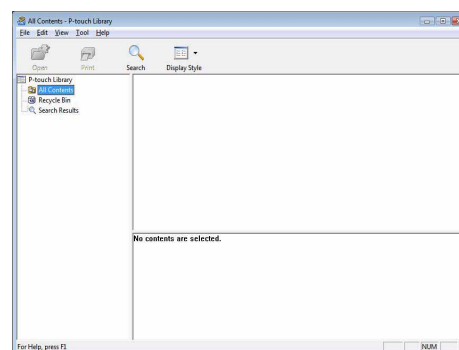 All Contents - P-touch Library
File Edit View Tool Help
Open Print Search Display Style
P-touch Library
All Contents
Recycle Bin
Search Results
No contents are selected.
For Help, press F1 NUM